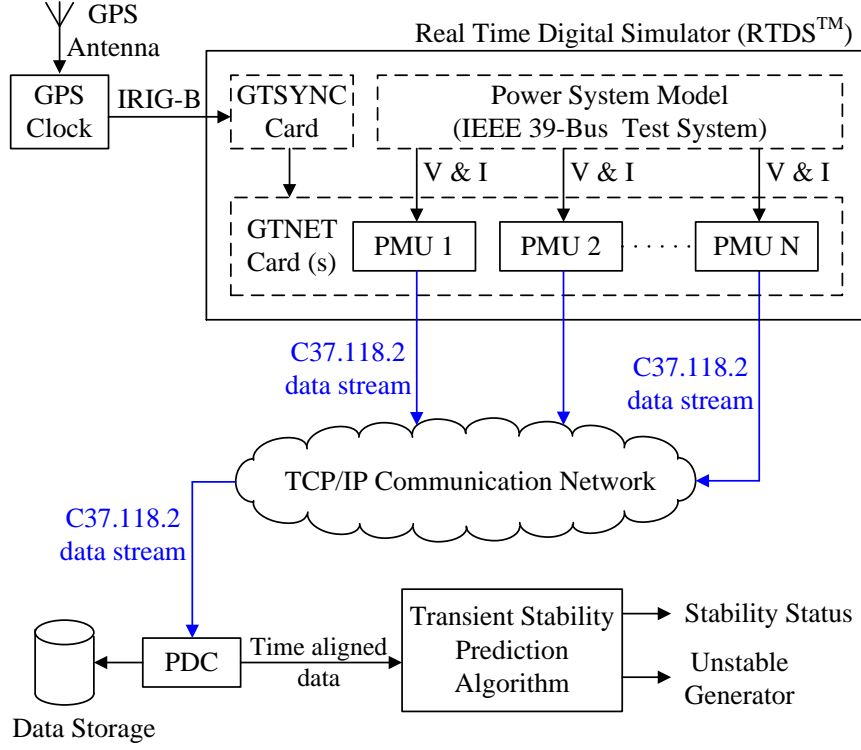 GPS
Antenna
Real Time Digital Simulator (RTDS™)
GPS
Clock
IRIG-B
GTSYNC
Card
Power System Model
(IEEE 39-Bus Test System)
V & I
V & I
V & I
GTNET
Card (s)
PMU 1
PMU 2
. . . . . .
PMU N
C37.118.2
data stream
C37.118.2
data stream
TCP/IP Communication Network
C37.118.2
data stream
Data Storage
PDC
Time aligned
data
Transient Stability
Prediction
Algorithm
Stability Status
Unstable
Generator